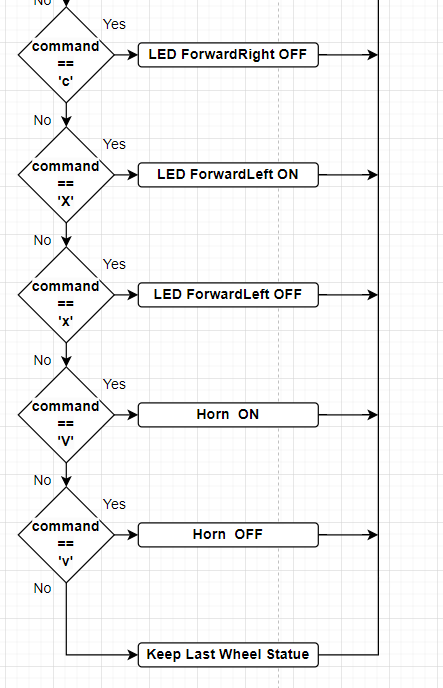 No
Yes
command
==
'c'
LED ForwardRight OFF
No
Yes
command
==
'X'
LED ForwardLeft ON
No
Yes
command
==
'x'
LED ForwardLeft OFF
No
Yes
command
==
'V'
Horn  ON
No
Yes
command
==
'v'
Horn  OFF
No
Keep Last Wheel Statue